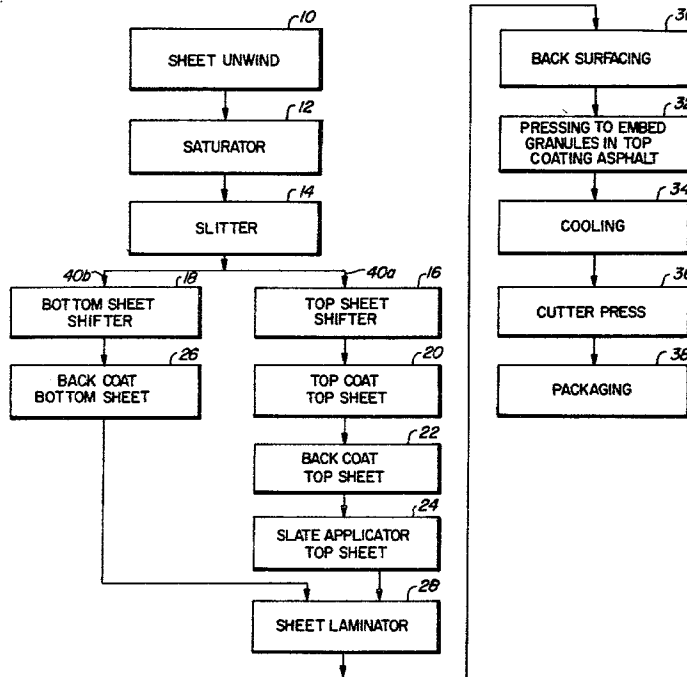 10
SHEET UNWIND
12
SATURATOR
14
SLITTER
40b
40a
18
BOTTOM SHEET
SHIFTER
16
TOP SHEET
SHIFTER
26
BACK COAT
BOTTOM SHEET
20
TOP COAT
TOP SHEET
22
BACK COAT
TOP SHEET
24
SLATE APPLICATOR
TOP SHEET
28
SHEET LAMINATOR
BACK SURFACING
32
PRESSING TO EMBED
GRANULES IN TOP
COATING ASPHALT
34
COOLING
CUTTER PRESS
38
PACKAGING